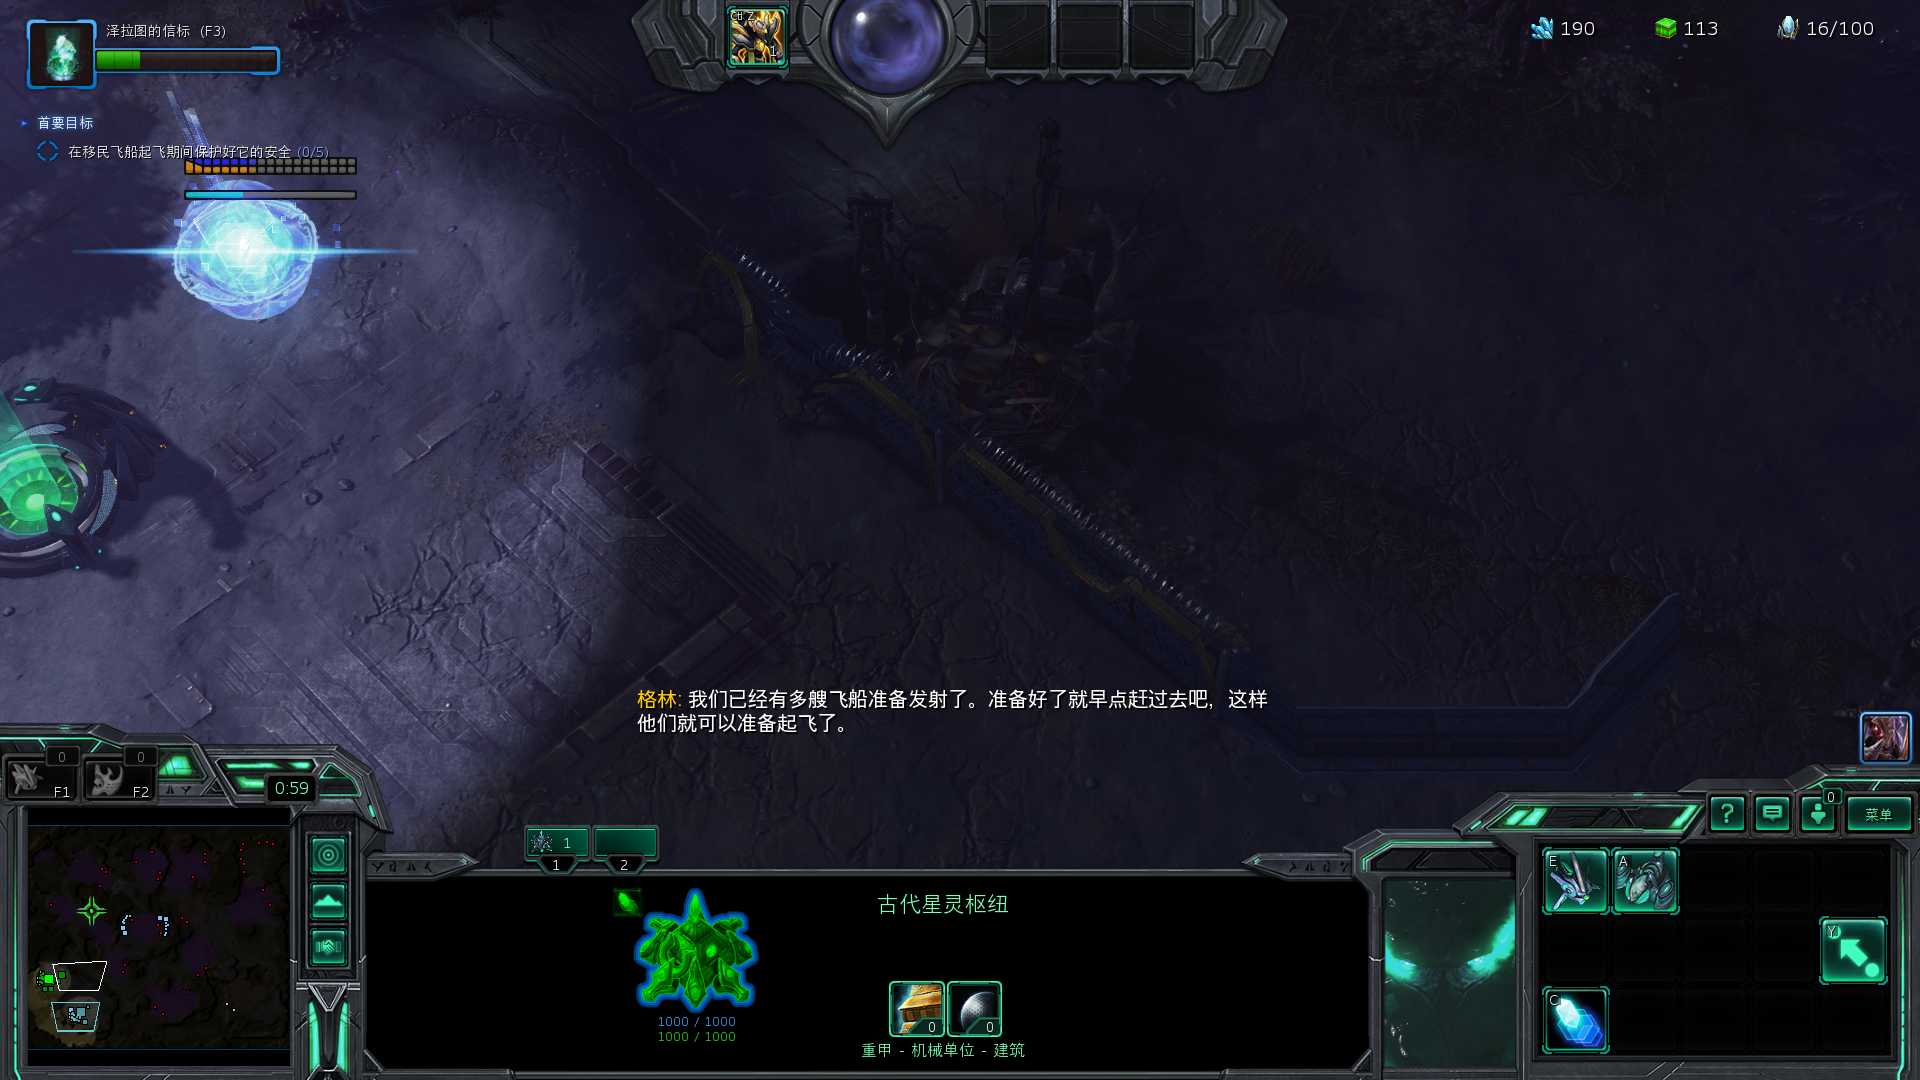 泽拉图的信标 (F3)
Ctl Z
1
190
113
16/100
首要目标
在移民飞船起飞期间保护好它的安全 (0/5)
格林: 我们已经有多艘飞船准备发射了。准备好了就早点赶过去吧，这样
他们就可以准备起飞了。
0
F1
0
F2
0:59
1
1
2
古代星灵枢纽
1000 / 1000
1000 / 1000
0
0
重甲 - 机械单位 - 建筑
?
0
菜单
E
A
Y
C